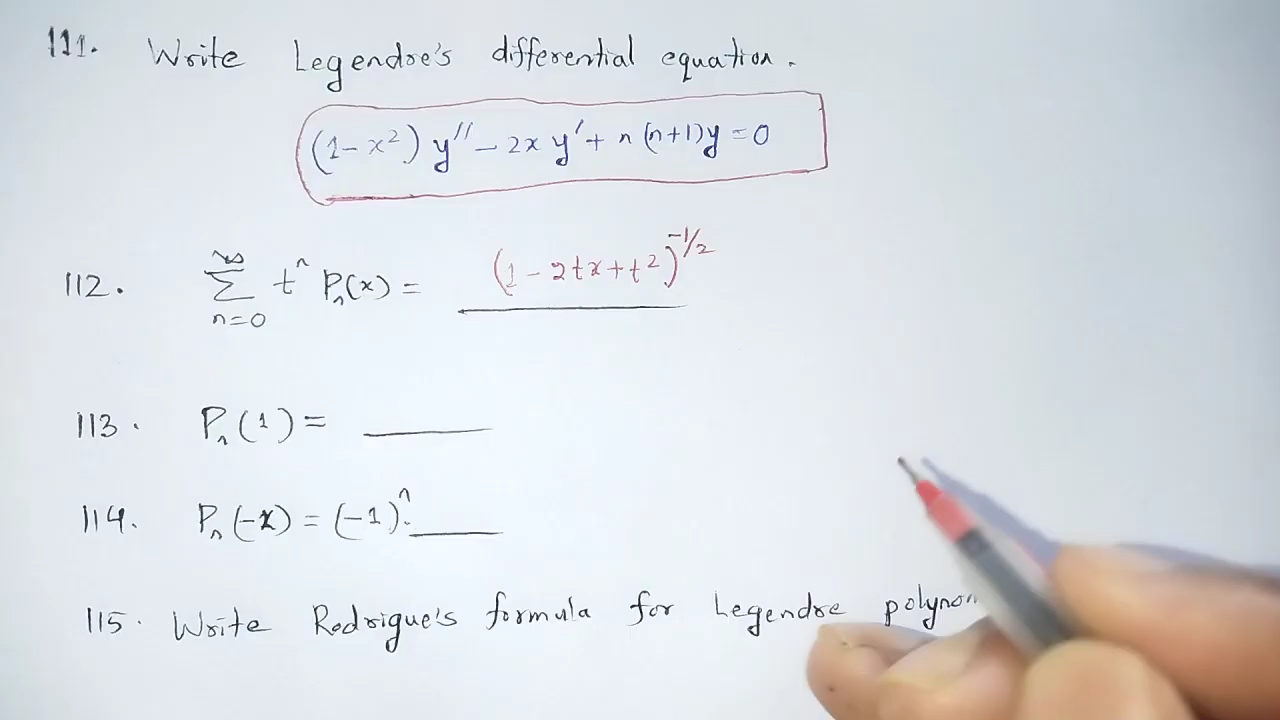 111. Write Legendre's differential equation.
(1-x²) y'' - 2x y' + n(n+1)y = 0
112. ∞∑n=0 tⁿ Pₙ(x) = (1-2tx+t²)^-1/2
113. Pₙ(1) = ______
114. Pₙ(-x) = (-1)ⁿ. ______
115. Write Rodrigue's formula for Legendre